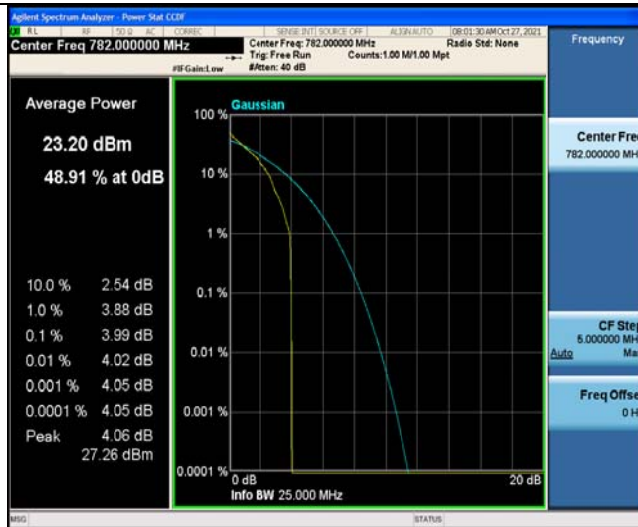 Agilent Spectrum Analyzer - Power Stat CCDF
RL RF 50 Ω AC CORREC SENSE:INT SOURCE OFF ALIGN AUTO 08:01:30 AM Oct 27, 2021
Center Freq 782.000000 MHz
Center Freq: 782.000000 MHz Radio Std: None
Trig: Free Run Counts:1.00 M/1.00 Mpt
#IFGain:Low #Atten: 40 dB
Frequency
Average Power
23.20 dBm
48.91 % at 0dB
10.0 % 2.54 dB
1.0 % 3.88 dB
0.1 % 3.99 dB
0.01 % 4.02 dB
0.001 % 4.05 dB
0.0001 % 4.05 dB
Peak 4.06 dB
27.26 dBm
Gaussian
100 %
10 %
1 %
0.1 %
0.01 %
0.001 %
0.0001 %
0 dB 20 dB
Info BW 25.000 MHz
Center Fre
782.000000 MH
CF Step
5.000000 MH
Auto Ma
Freq Offse
0 H
MSG STATUS